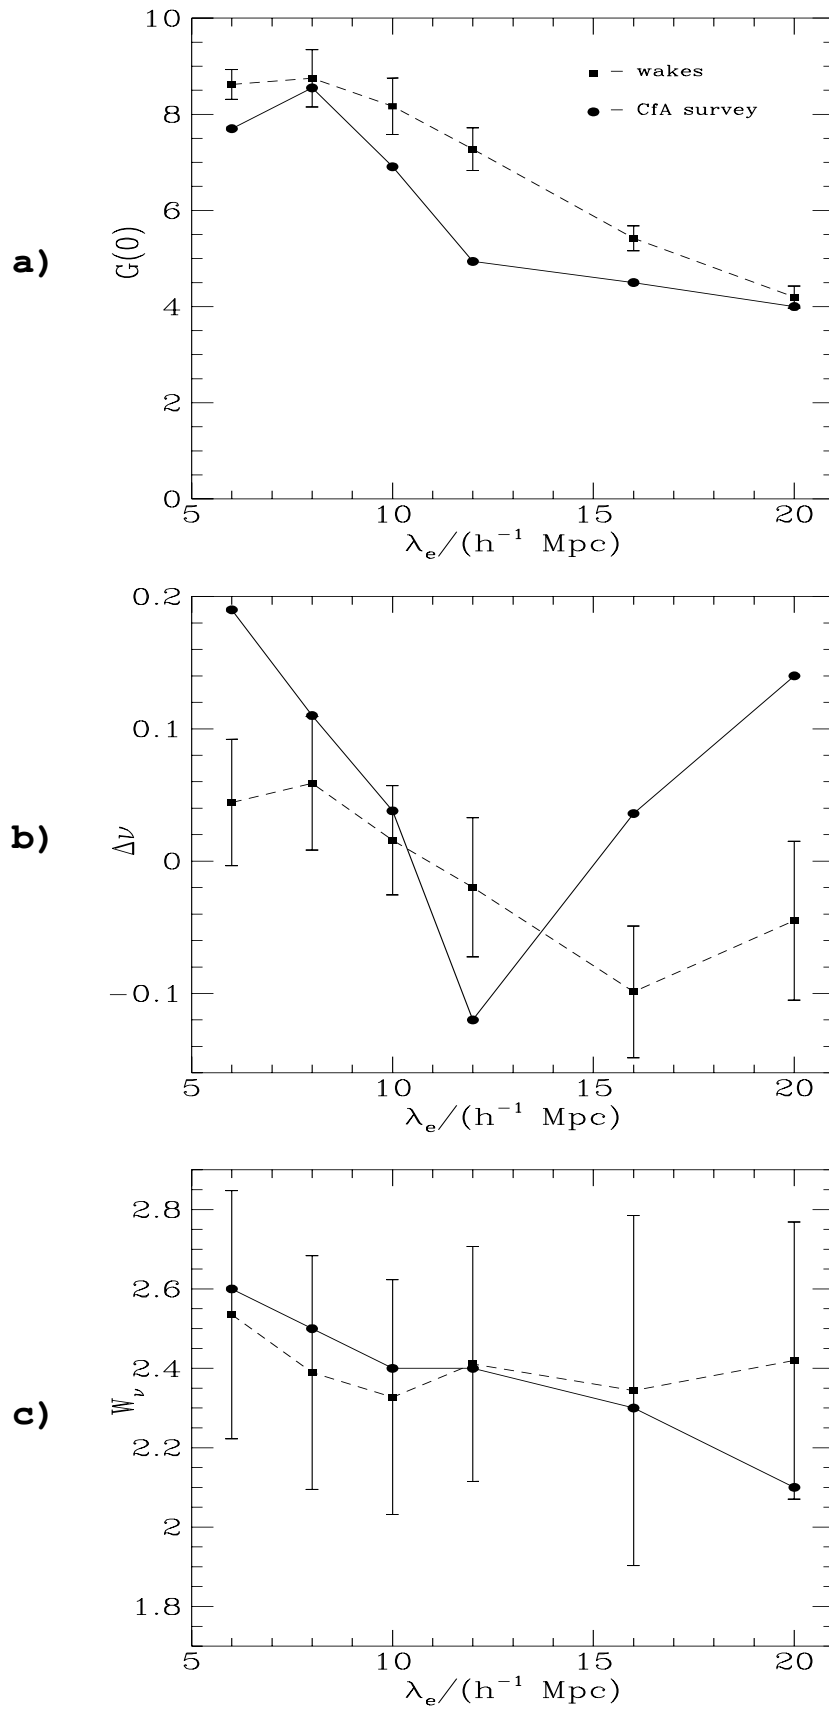 10
8
6
4
2
0
a)
G(0)
■ – wakes
● – CfA survey
5 10 15 20
λe/(h⁻¹ Mpc)
0.2
0.1
0
−0.1
b)
Δν
5 10 15 20
λe/(h⁻¹ Mpc)
2.8
2.6
2.4
2.2
2
1.8
c)
Wν
5 10 15 20
λe/(h⁻¹ Mpc)